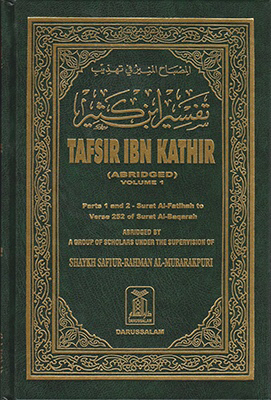 المصباح المنير في تهذيب
تفسير ابن كثير
TAFSIR IBN KATHIR
(ABRIDGED)
VOLUME 1
Parts 1 and 2 - Surat Al-Fatihah to
Verse 252 of Surat Al-Baqarah
ABRIDGED BY
A GROUP OF SCHOLARS UNDER THE SUPERVISION OF
SHAYKH SAFIUR-RAHMAN AL-MUBARAKPURI
DARUSSALAM